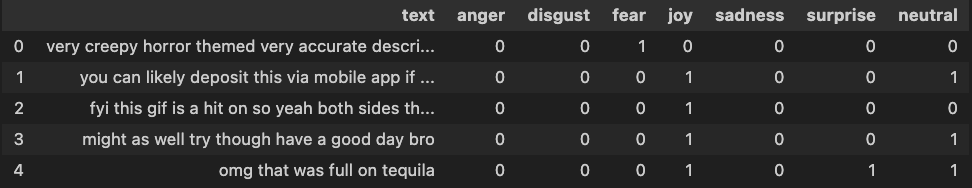 text anger disgust fear joy sadness surprise neutral
0 very creepy horror themed very accurate descri... 0 0 1 0 0 0 0
1 you can likely deposit this via mobile app if ... 0 0 0 1 0 0 1
2 fyi this gif is a hit on so yeah both sides th... 0 0 0 1 0 0 0
3 might as well try though have a good day bro 0 0 0 1 0 0 1
4 omg that was full on tequila 0 0 0 1 0 1 1